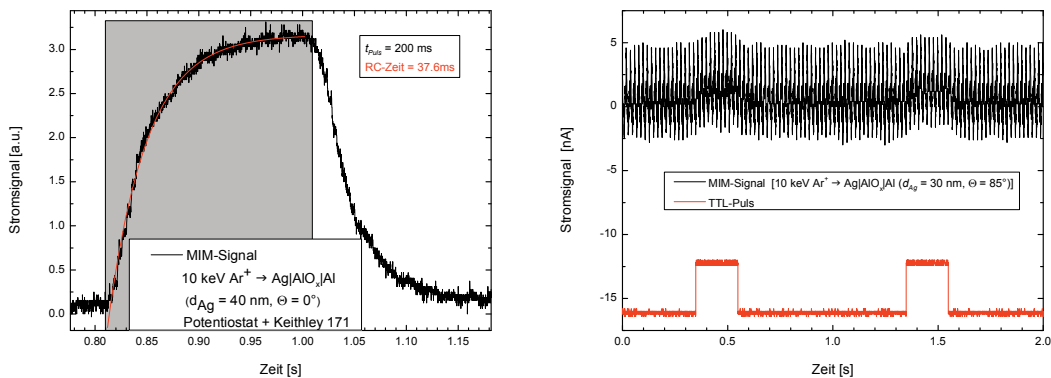 3.5
3.0
2.5
2.0
1.5
1.0
0.5
0.0
Stromsignal [a.u.]
t_Puls = 200 ms
RC-Zeit = 37.6ms
MIM-Signal
10 keV Ar⁺ → Ag|AlOₓ|Al
(d_Ag = 40 nm, Θ = 0°)
Potentiostat + Keithley 171
0.80 0.85 0.90 0.95 1.00 1.05 1.10 1.15
Zeit [s]
5
0
-5
-10
-15
Stromsignal [nA]
MIM-Signal [10 keV Ar⁺ → Ag|AlOₓ|Al (d_Ag = 30 nm, Θ = 85°)]
TTL-Puls
0.0 0.5 1.0 1.5 2.0
Zeit [s]